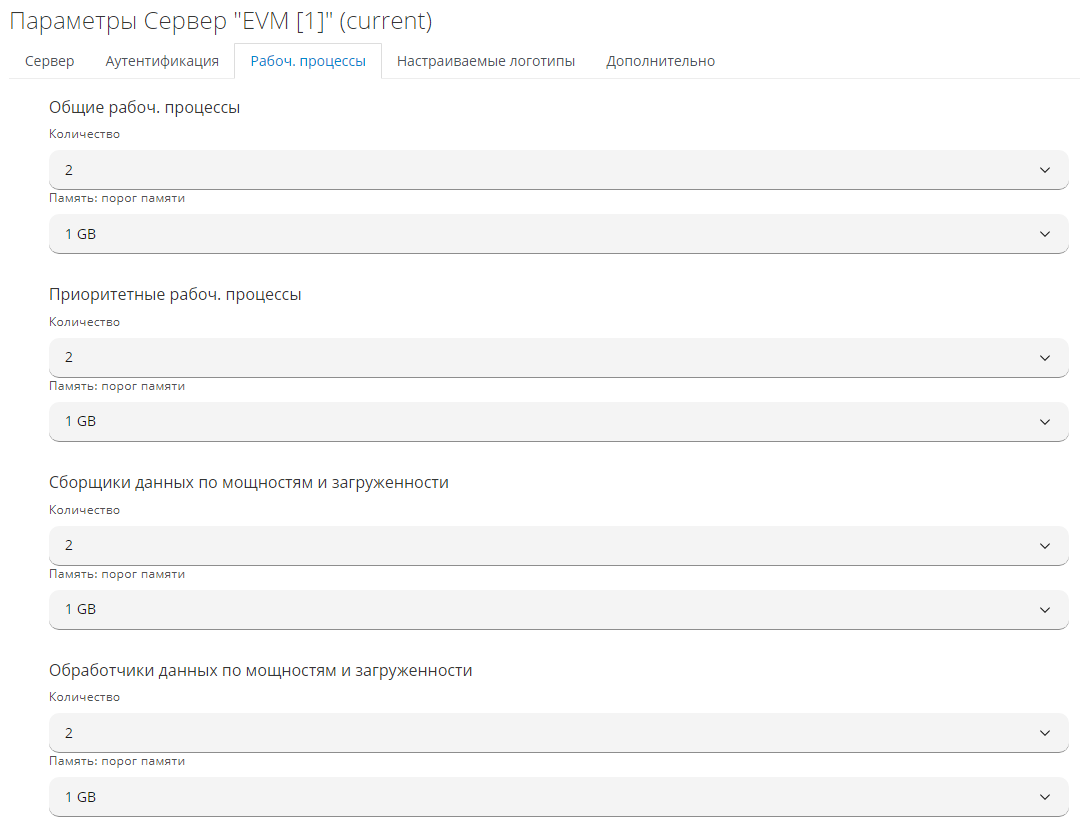 Параметры Сервер "EVM [1]" (current)
Сервер Аутентификация Рабоч. процессы Настраиваемые логотипы Дополнительно
Общие рабоч. процессы
Количество
2
Память: порог памяти
1 GB
Приоритетные рабоч. процессы
Количество
2
Память: порог памяти
1 GB
Сборщики данных по мощностям и загруженности
Количество
2
Память: порог памяти
1 GB
Обработчики данных по мощностям и загруженности
Количество
2
Память: порог памяти
1 GB